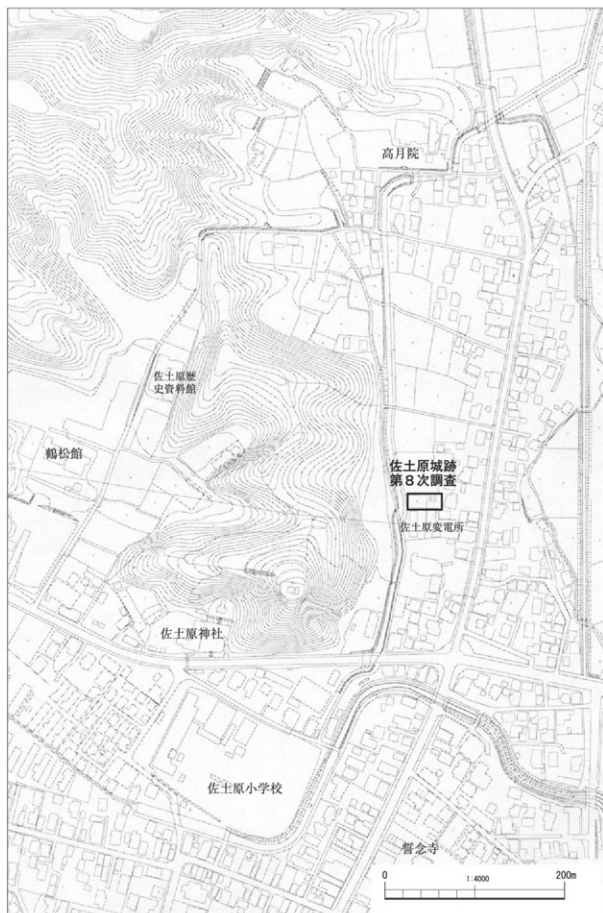 高月院
佐土原歴
史資料館
鶴松館
佐土原城跡
第8次調査
佐土原変電所
佐土原神社
佐土原小学校
誓念寺
0
1:4000
200m